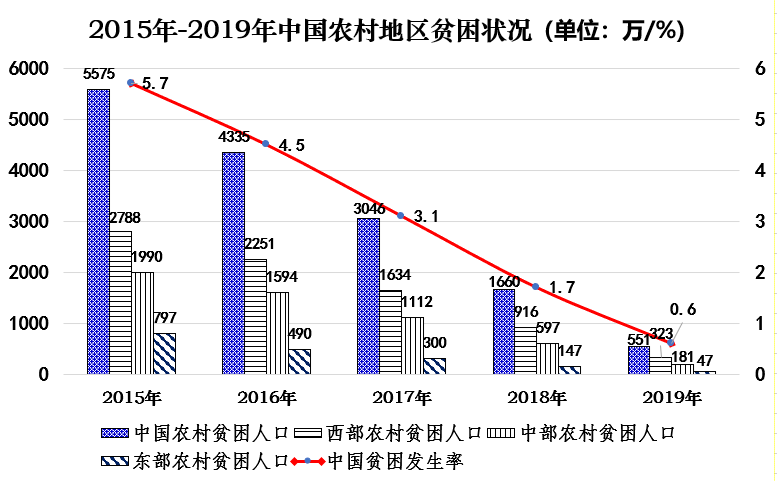 2015年-2019年中国农村地区贫困状况（单位：万/%）
6000 5575 5.7 6
5000 4335 4.5 5
4000 3046 3.1 4
3000 2788 2251 3
2000 1990 1594 1634 1660 1.7 2
1000 797 490 1112 300 916 597 147 551 323 181 47 0.6 1
0 0
2015年 2016年 2017年 2018年 2019年
中国农村贫困人口 西部农村贫困人口 中部农村贫困人口
东部农村贫困人口 中国贫困发生率